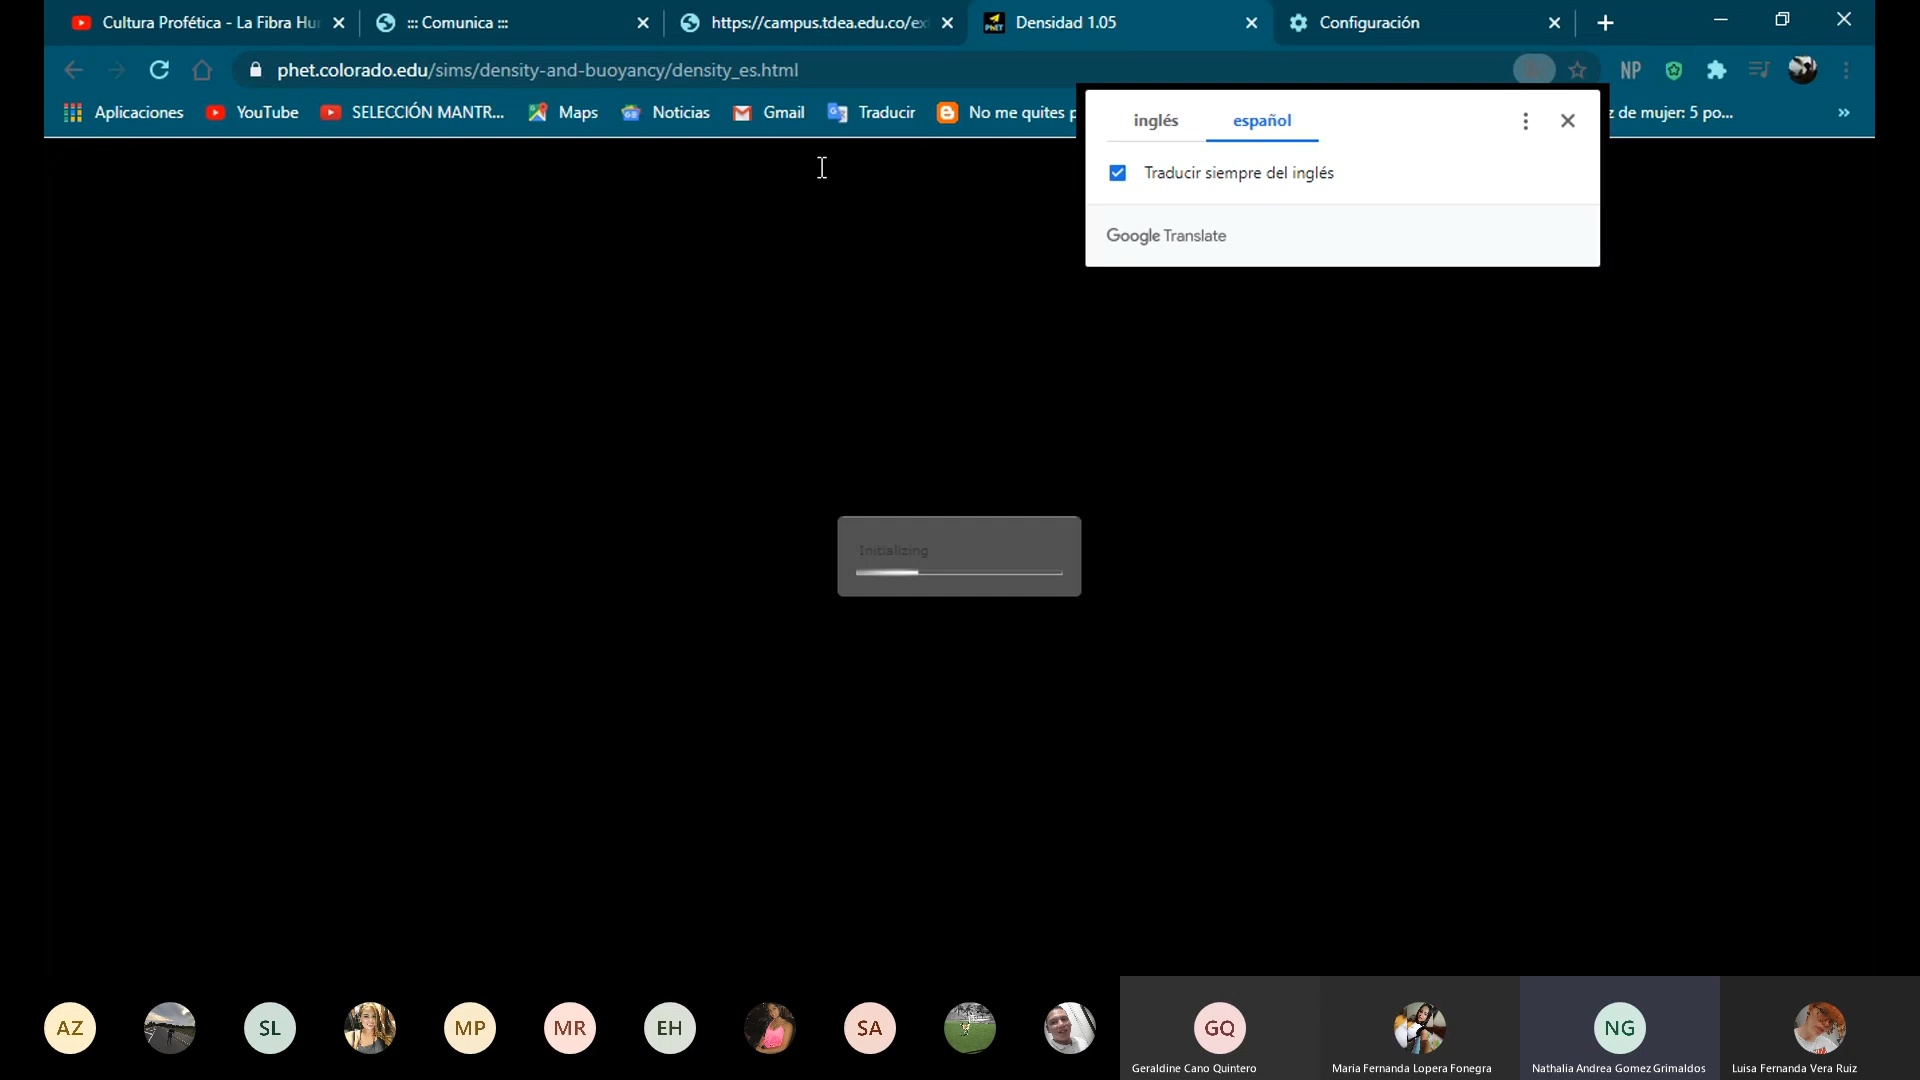 Cultura Profética - La Fibra Hu
::: Comunica :::
https://campus.tdea.edu.co/ex
Densidad 1.05
Configuración
phet.colorado.edu/sims/density-and-buoyancy/density_es.html
NP
Aplicaciones
YouTube
SELECCIÓN MANTR...
Maps
Noticias
Gmail
Traducir
No me quites p
z de mujer: 5 po...
»
inglés
español
Traducir siempre del inglés
Google Translate
Initializing
AZ
SL
MP
MR
EH
SA
GQ
NG
Geraldine Cano Quintero
Maria Fernanda Lopera Fonegra
Nathalia Andrea Gomez Grimaldos
Luisa Fernanda Vera Ruiz